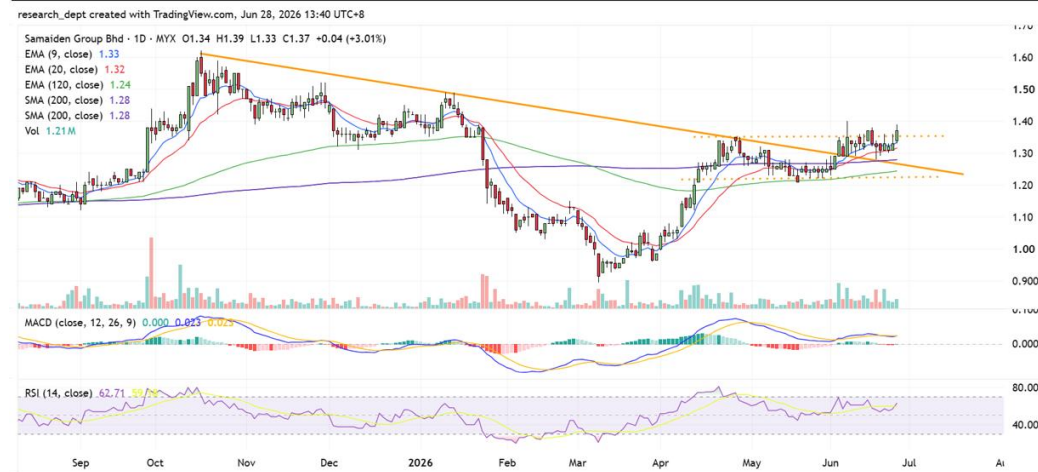 research_dept created with TradingView.com, Jun 28, 2026 13:40 UTC+8
Samaiden Group Bhd · 1D · MYX O1.34 H1.39 L1.33 C1.37 +0.04 (+3.01%)
EMA (9, close) 1.33
EMA (20, close) 1.32
EMA (120, close) 1.24
SMA (200, close) 1.28
SMA (200, close) 1.28
Vol 1.21 M
1.70
1.60
1.50
1.40
1.30
1.20
1.10
1.00
0.900
0.100
MACD (close, 12, 26, 9) 0.000 0.023 0.023
0.000
RSI (14, close) 62.71
80.00
40.00
Sep Oct Nov Dec 2026 Feb Mar Apr May Jun Jul